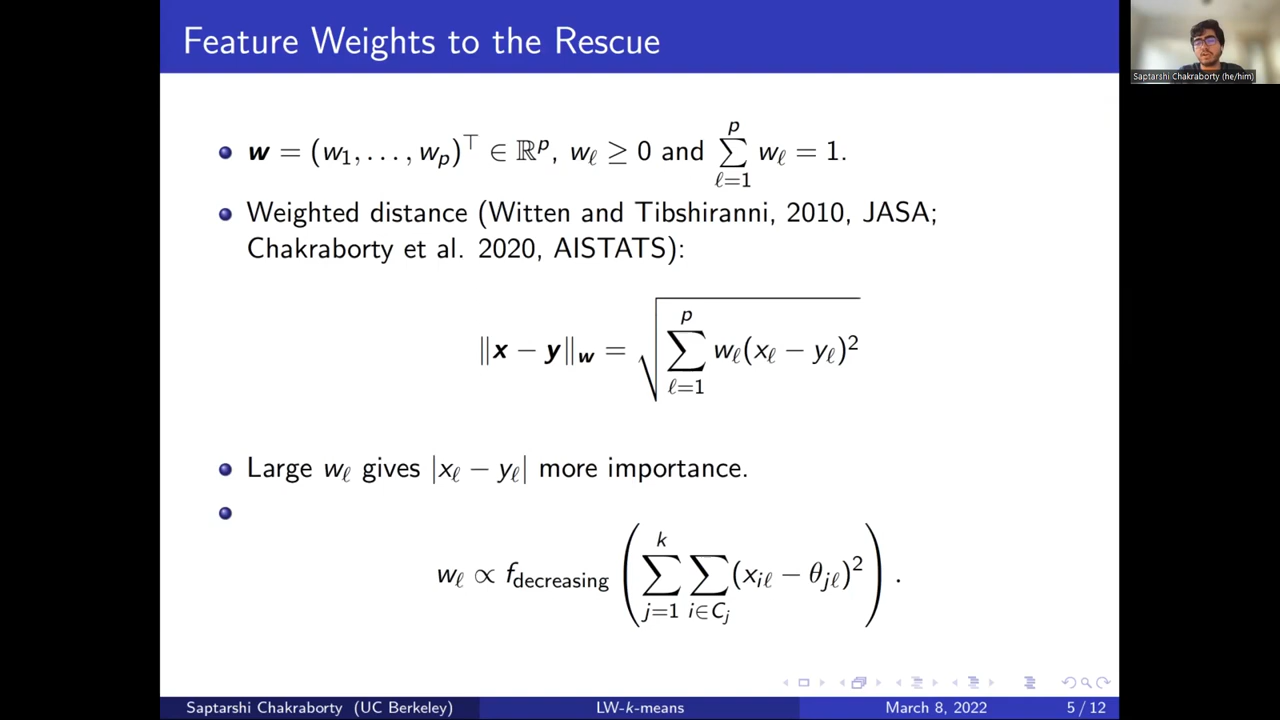 Feature Weights to the Rescue
w = (w₁, . . . , wₚ)^⊤ ∈ ℝ^p, w_ℓ ≥ 0 and ∑_{ℓ=1}^{p} w_ℓ = 1.
Weighted distance (Witten and Tibshiranni, 2010, JASA;
Chakraborty et al. 2020, AISTATS):
‖x − y‖_w = √(∑_{ℓ=1}^{p} w_ℓ(x_ℓ − y_ℓ)²)
Large w_ℓ gives |x_ℓ − y_ℓ| more importance.
w_ℓ ∝ f_decreasing (∑_{j=1}^{k} ∑_{i∈C_j} (x_{iℓ} − θ_{jℓ})²) .
Saptarshi Chakraborty (UC Berkeley) LW-k-means March 8, 2022 5 / 12
Saptarshi Chakraborty (he/him)